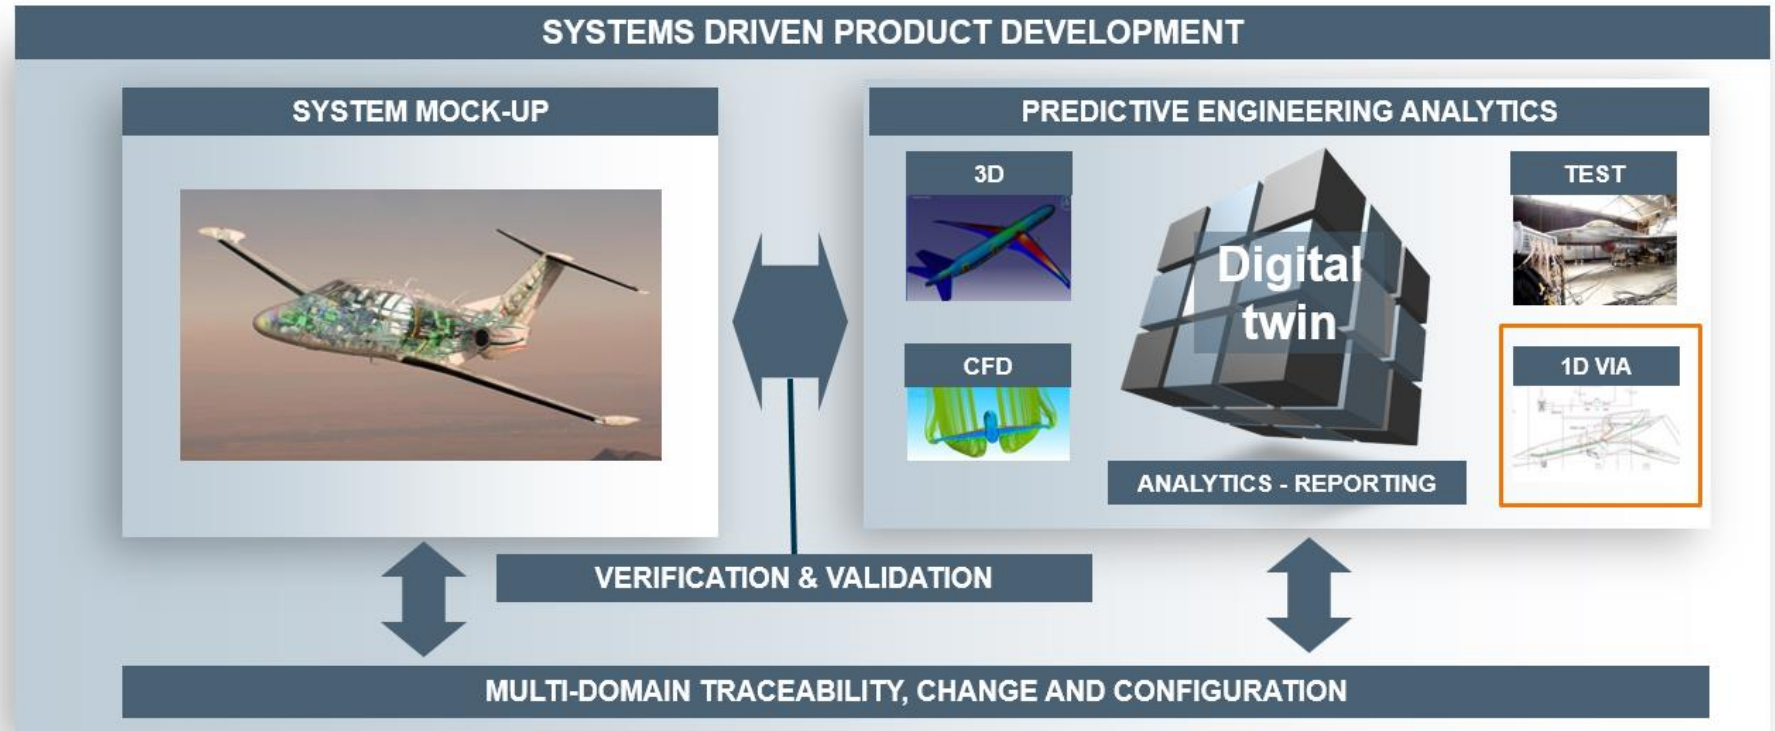 SYSTEMS DRIVEN PRODUCT DEVELOPMENT
SYSTEM MOCK-UP
PREDICTIVE ENGINEERING ANALYTICS
3D
TEST
Digital
twin
CFD
1D VIA
ANALYTICS - REPORTING
VERIFICATION & VALIDATION
MULTI-DOMAIN TRACEABILITY, CHANGE AND CONFIGURATION